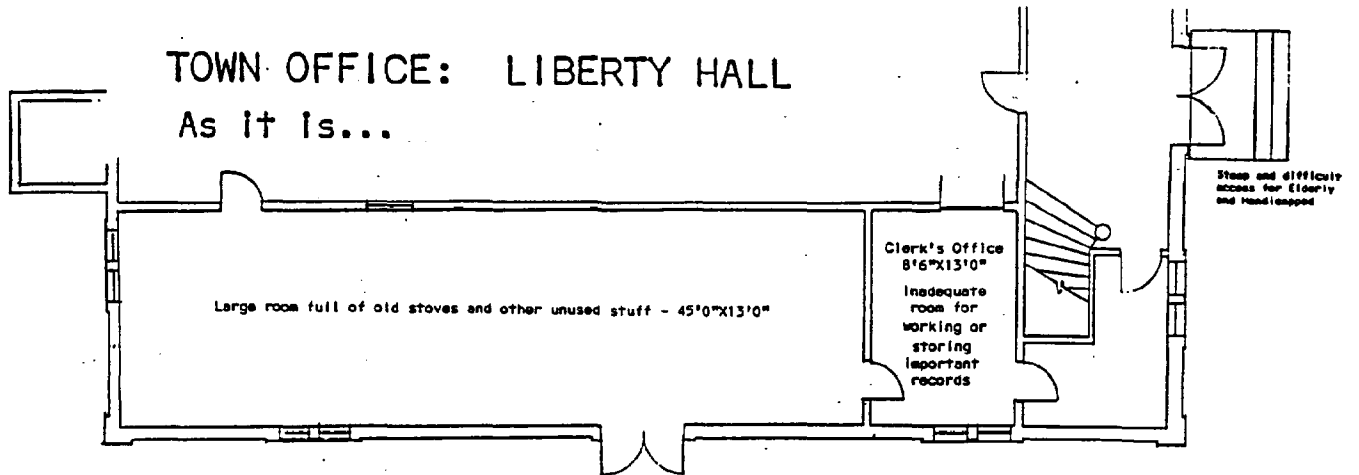 TOWN OFFICE: LIBERTY HALL
As it is...
Steep and difficult
access for Elderly
and Handicapped
Clerk's Office
8'6"X13'0"
Inadequate
room for
working or
storing
important
records
Large room full of old stoves and other unused stuff - 45'0"X13'0"